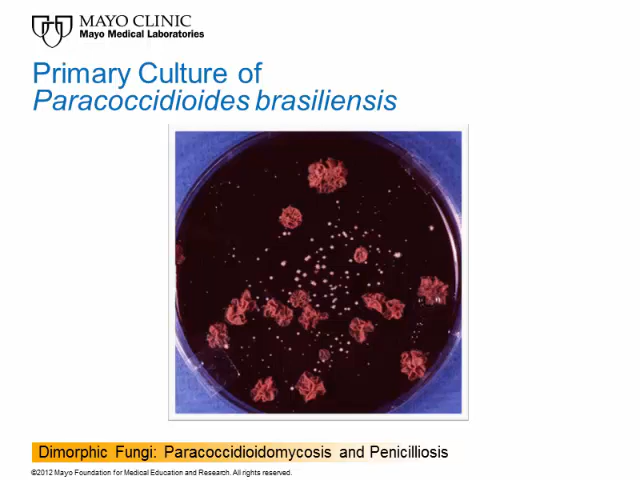 MAYO CLINIC
Mayo Medical Laboratories
Primary Culture of
Paracoccidioides brasiliensis
Dimorphic Fungi: Paracoccidioidomycosis and Penicilliosis
©2012 Mayo Foundation for Medical Education and Research. All rights reserved.